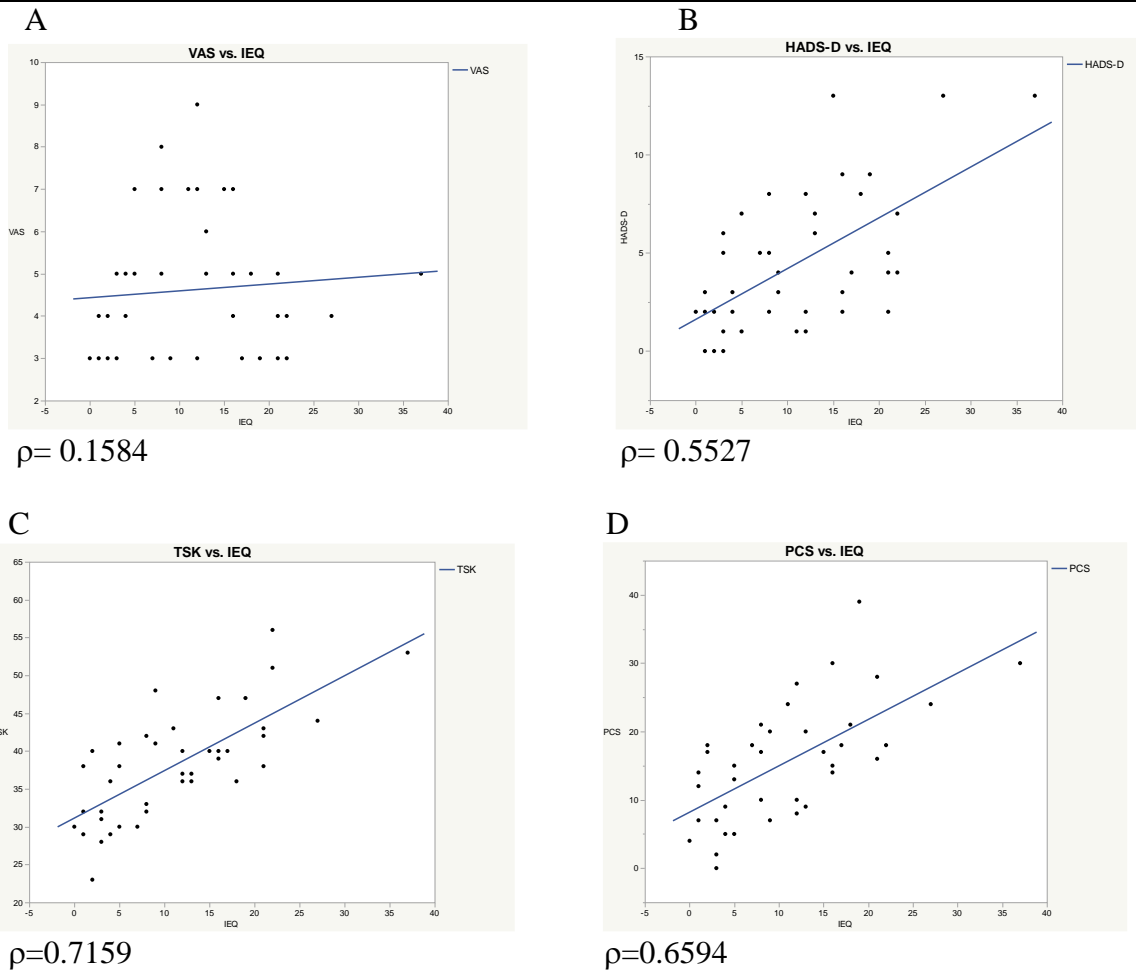 A
VAS vs. IEQ
VAS
10
9
8
7
6
5
4
3
2
VAS
-5 0 5 10 15 20 25 30 35 40
IEQ
ρ= 0.1584
B
HADS-D vs. IEQ
HADS-D
15
10
5
0
HADS-D
-5 0 5 10 15 20 25 30 35 40
IEQ
ρ= 0.5527
C
TSK vs. IEQ
TSK
65
60
55
50
45
40
35
30
25
20
SK
-5 0 5 10 15 20 25 30 35 40
IEQ
ρ=0.7159
D
PCS vs. IEQ
PCS
40
30
20
10
0
PCS
-5 0 5 10 15 20 25 30 35 40
IEQ
ρ=0.6594